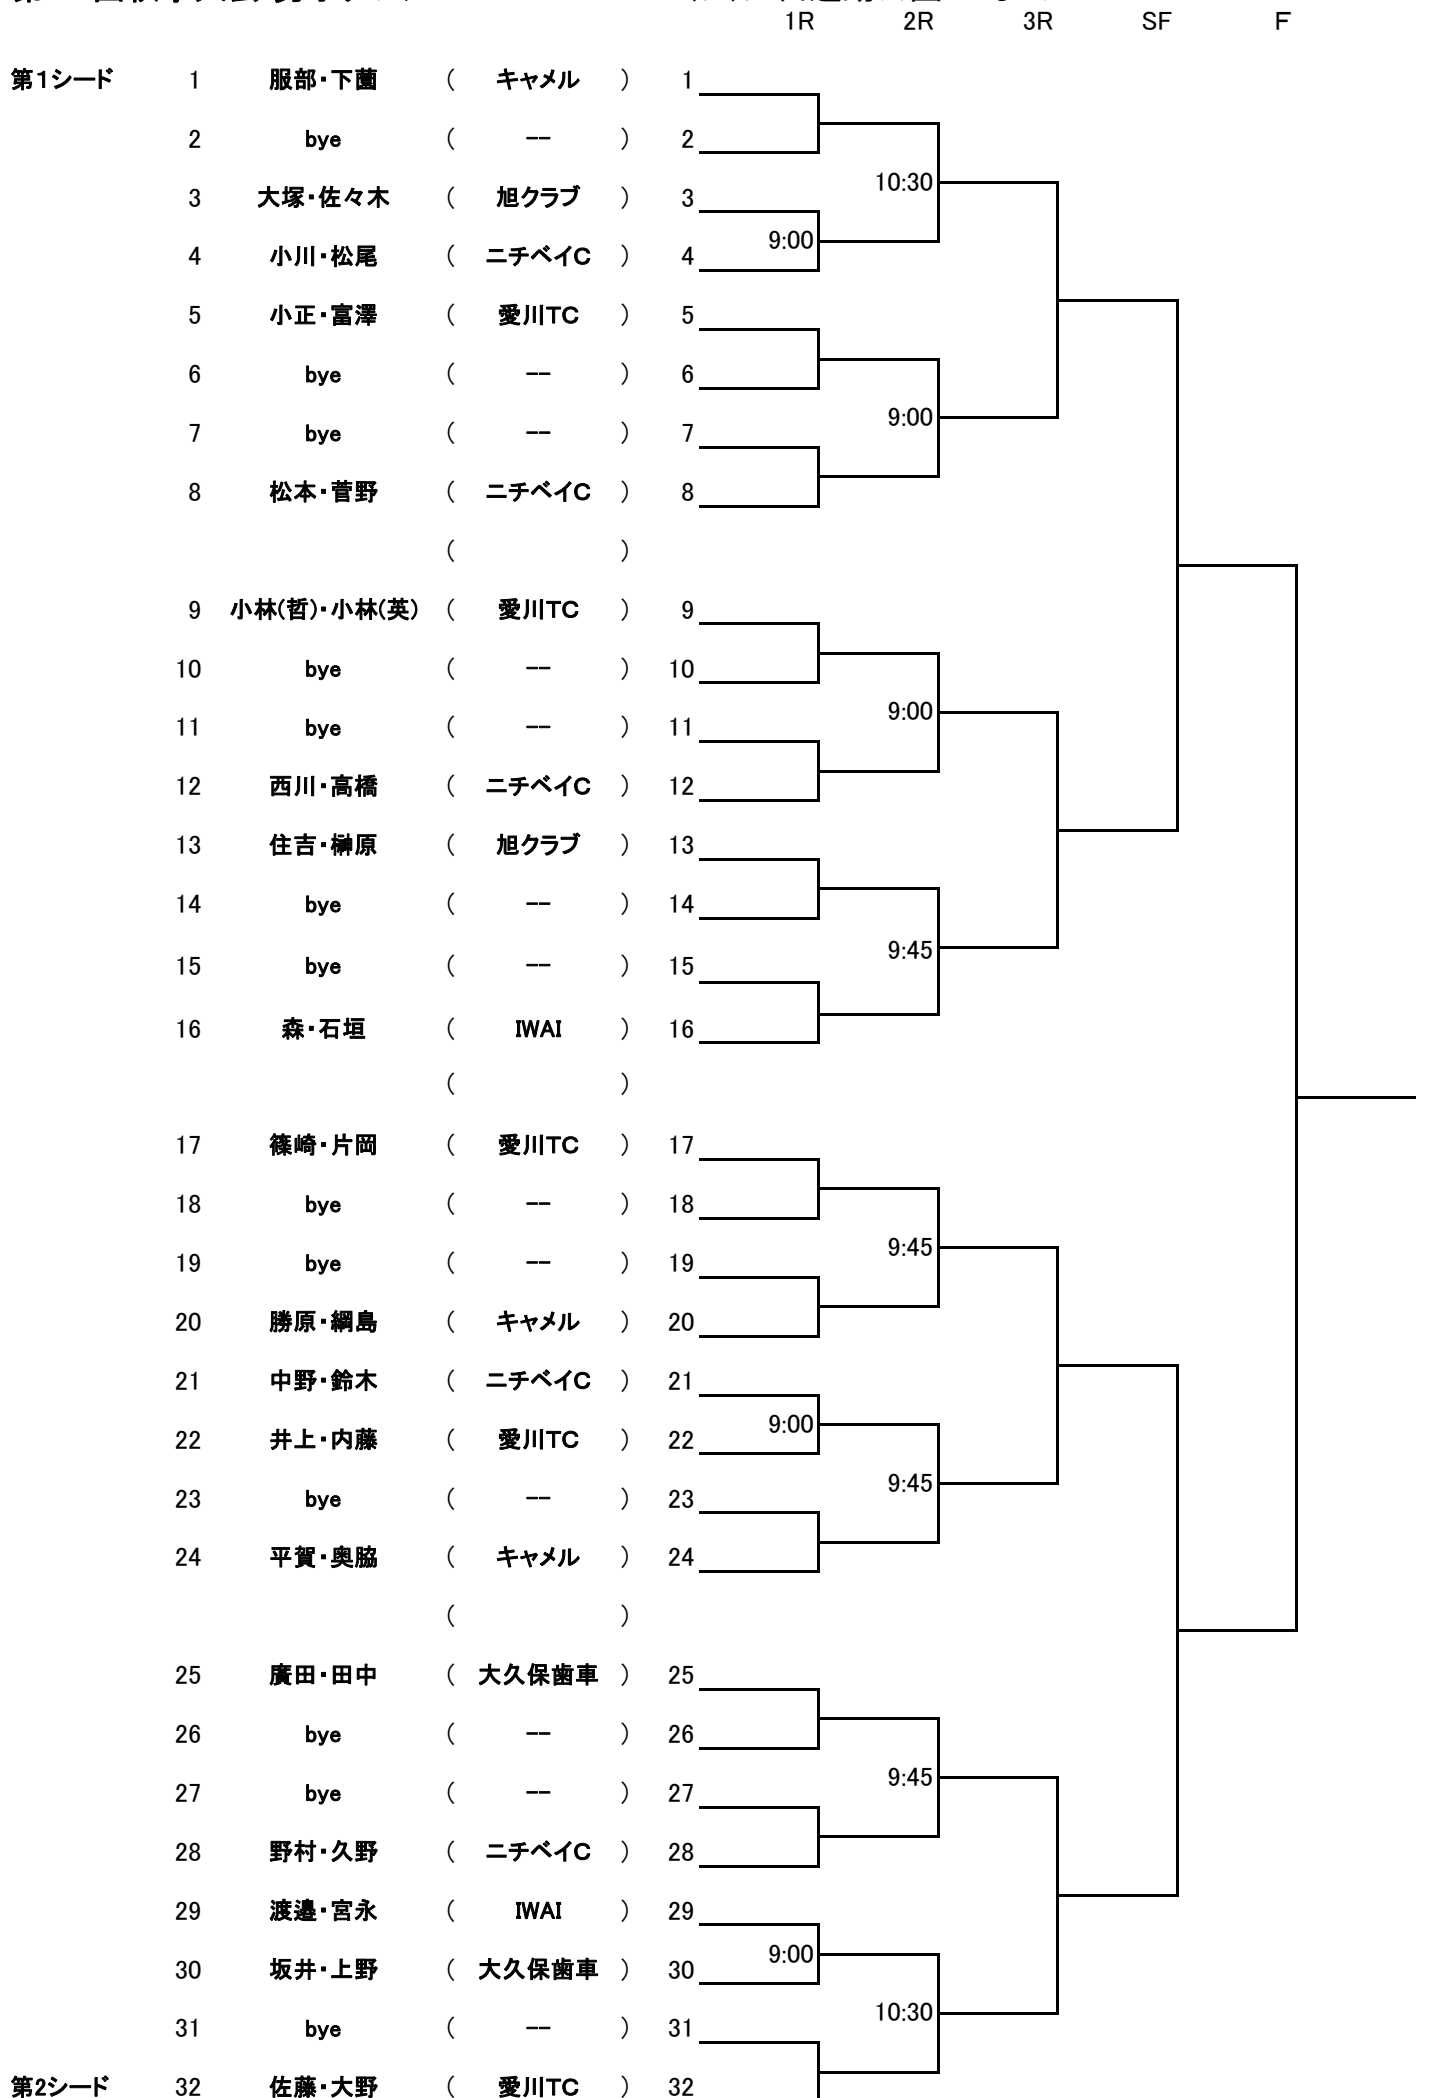 1R 2R 3R SF F
第1シード 1 服部・下薗 ( キャメル ) 1
2 bye ( -- ) 2
10:30
3 大塚・佐々木 ( 旭クラブ ) 3
9:00
4 小川・松尾 ( ニチベイC ) 4
5 小正・富澤 ( 愛川TC ) 5
6 bye ( -- ) 6
9:00
7 bye ( -- ) 7
8 松本・菅野 ( ニチベイC ) 8
( )
9 小林(哲)・小林(英) ( 愛川TC ) 9
10 bye ( -- ) 10
9:00
11 bye ( -- ) 11
12 西川・高橋 ( ニチベイC ) 12
13 住吉・榊原 ( 旭クラブ ) 13
14 bye ( -- ) 14
9:45
15 bye ( -- ) 15
16 森・石垣 ( IWAI ) 16
( )
17 篠崎・片岡 ( 愛川TC ) 17
18 bye ( -- ) 18
9:45
19 bye ( -- ) 19
20 勝原・綱島 ( キャメル ) 20
21 中野・鈴木 ( ニチベイC ) 21
9:00
22 井上・内藤 ( 愛川TC ) 22
9:45
23 bye ( -- ) 23
24 平賀・奥脇 ( キャメル ) 24
( )
25 廣田・田中 ( 大久保歯車 ) 25
26 bye ( -- ) 26
9:45
27 bye ( -- ) 27
28 野村・久野 ( ニチベイC ) 28
29 渡邉・宮永 ( IWAI ) 29
9:00
30 坂井・上野 ( 大久保歯車 ) 30
10:30
31 bye ( -- ) 31
第2シード 32 佐藤・大野 ( 愛川TC ) 32